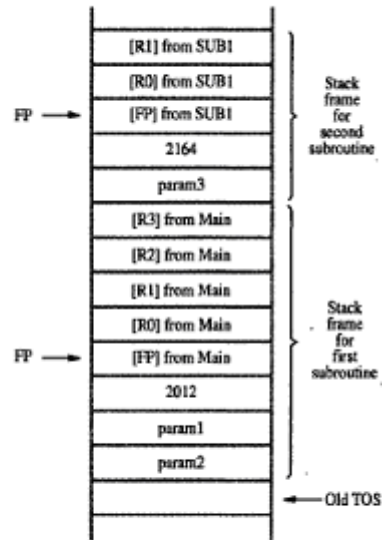 [R1] from SUB1
[R0] from SUB1
FP
[FP] from SUB1
2164
param3
Stack
frame
for
second
subroutine
[R3] from Main
[R2] from Main
[R1] from Main
[R0] from Main
FP
[FP] from Main
2012
param1
param2
Stack
frame
for
first
subroutine
Old TOS